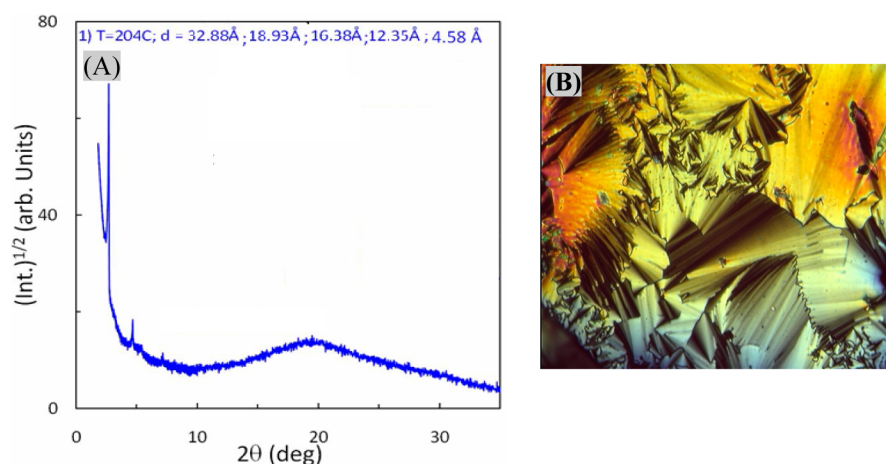 80
1) T=204C; d = 32.88Å ;18.93Å ;16.38Å ;12.35Å ; 4.58 Å
(A)
(B)
(Int.)1/2 (arb. Units)
40
0
0 10 20 30
2θ (deg)